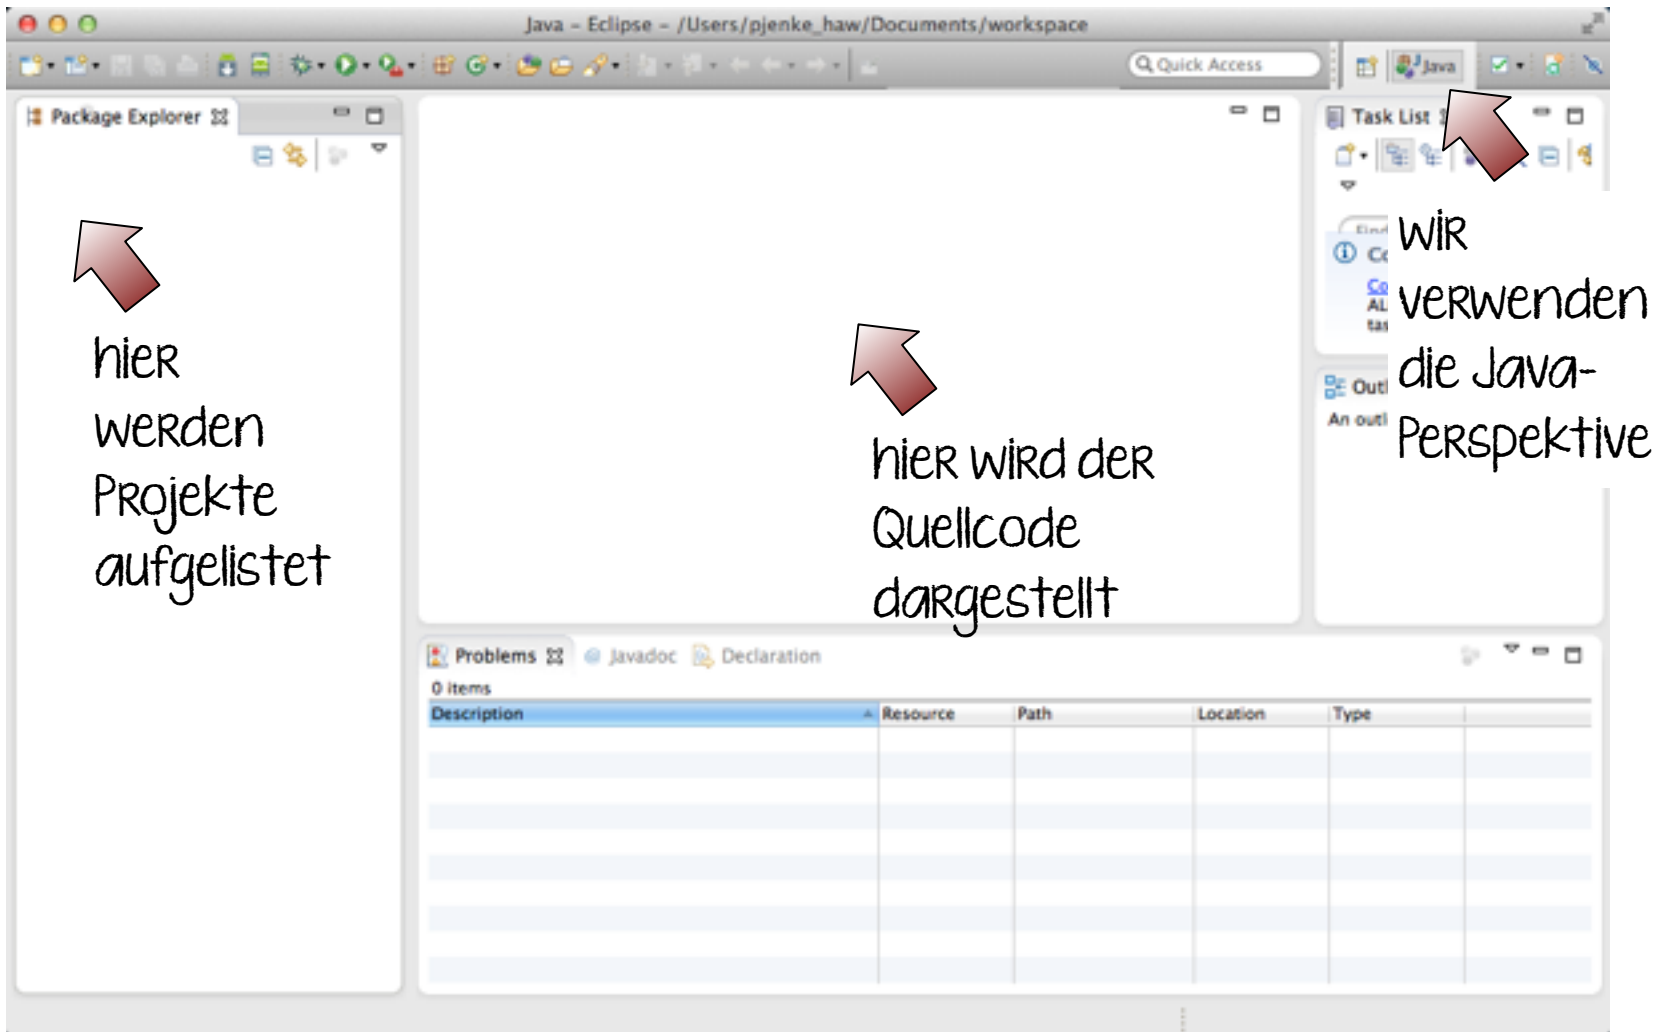 Java – Eclipse – /Users/pjenke_haw/Documents/workspace
Quick Access
Java
Package Explorer
Task List
Find
wir
verwenden
die Java-
Perspektive
hier
werden
Projekte
aufgelistet
hier wird der
Quellcode
dargestellt
An outl
Problems
Javadoc
Declaration
0 items
Description
Resource
Path
Location
Type